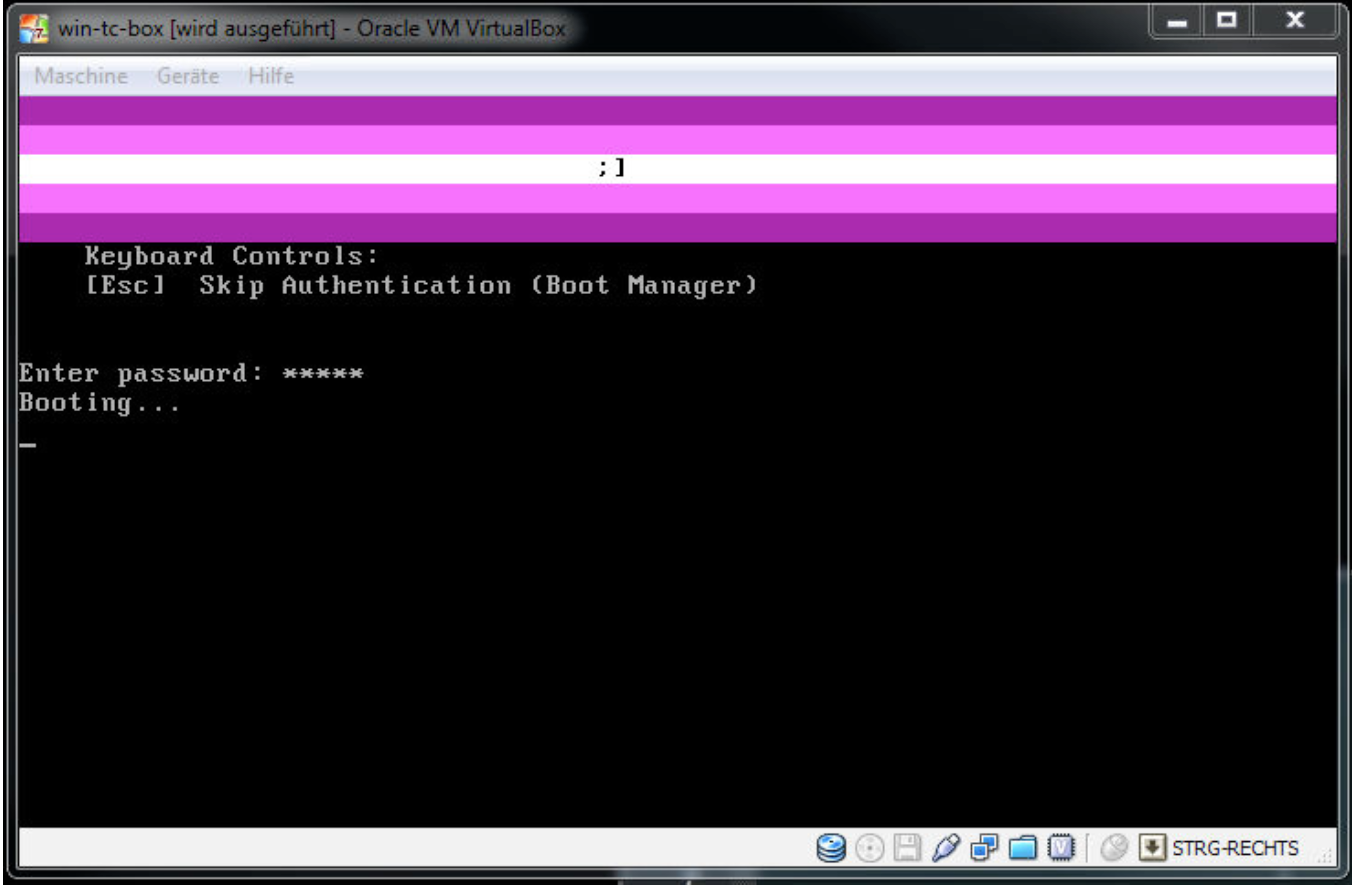 win-tc-box [wird ausgeführt] - Oracle VM VirtualBox
Maschine Geräte Hilfe
;]
Keyboard Controls:
[Esc] Skip Authentication (Boot Manager)
Enter password: *****
Booting...
_
STRG-RECHTS